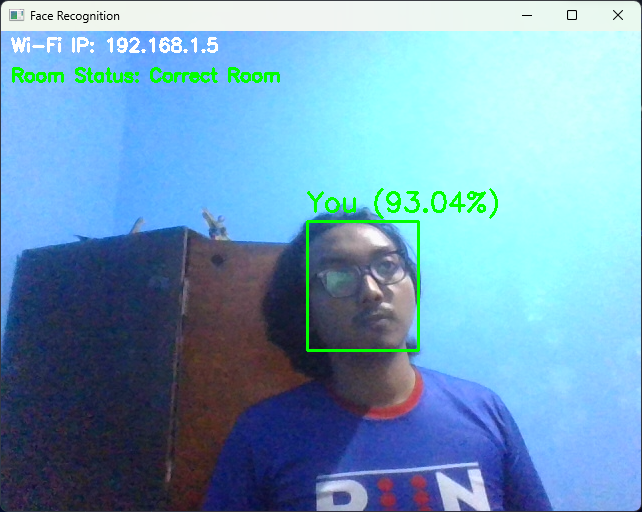 Face Recognition
Wi-Fi IP: 192.168.1.5
Room Status: Correct Room
You (93.04%)